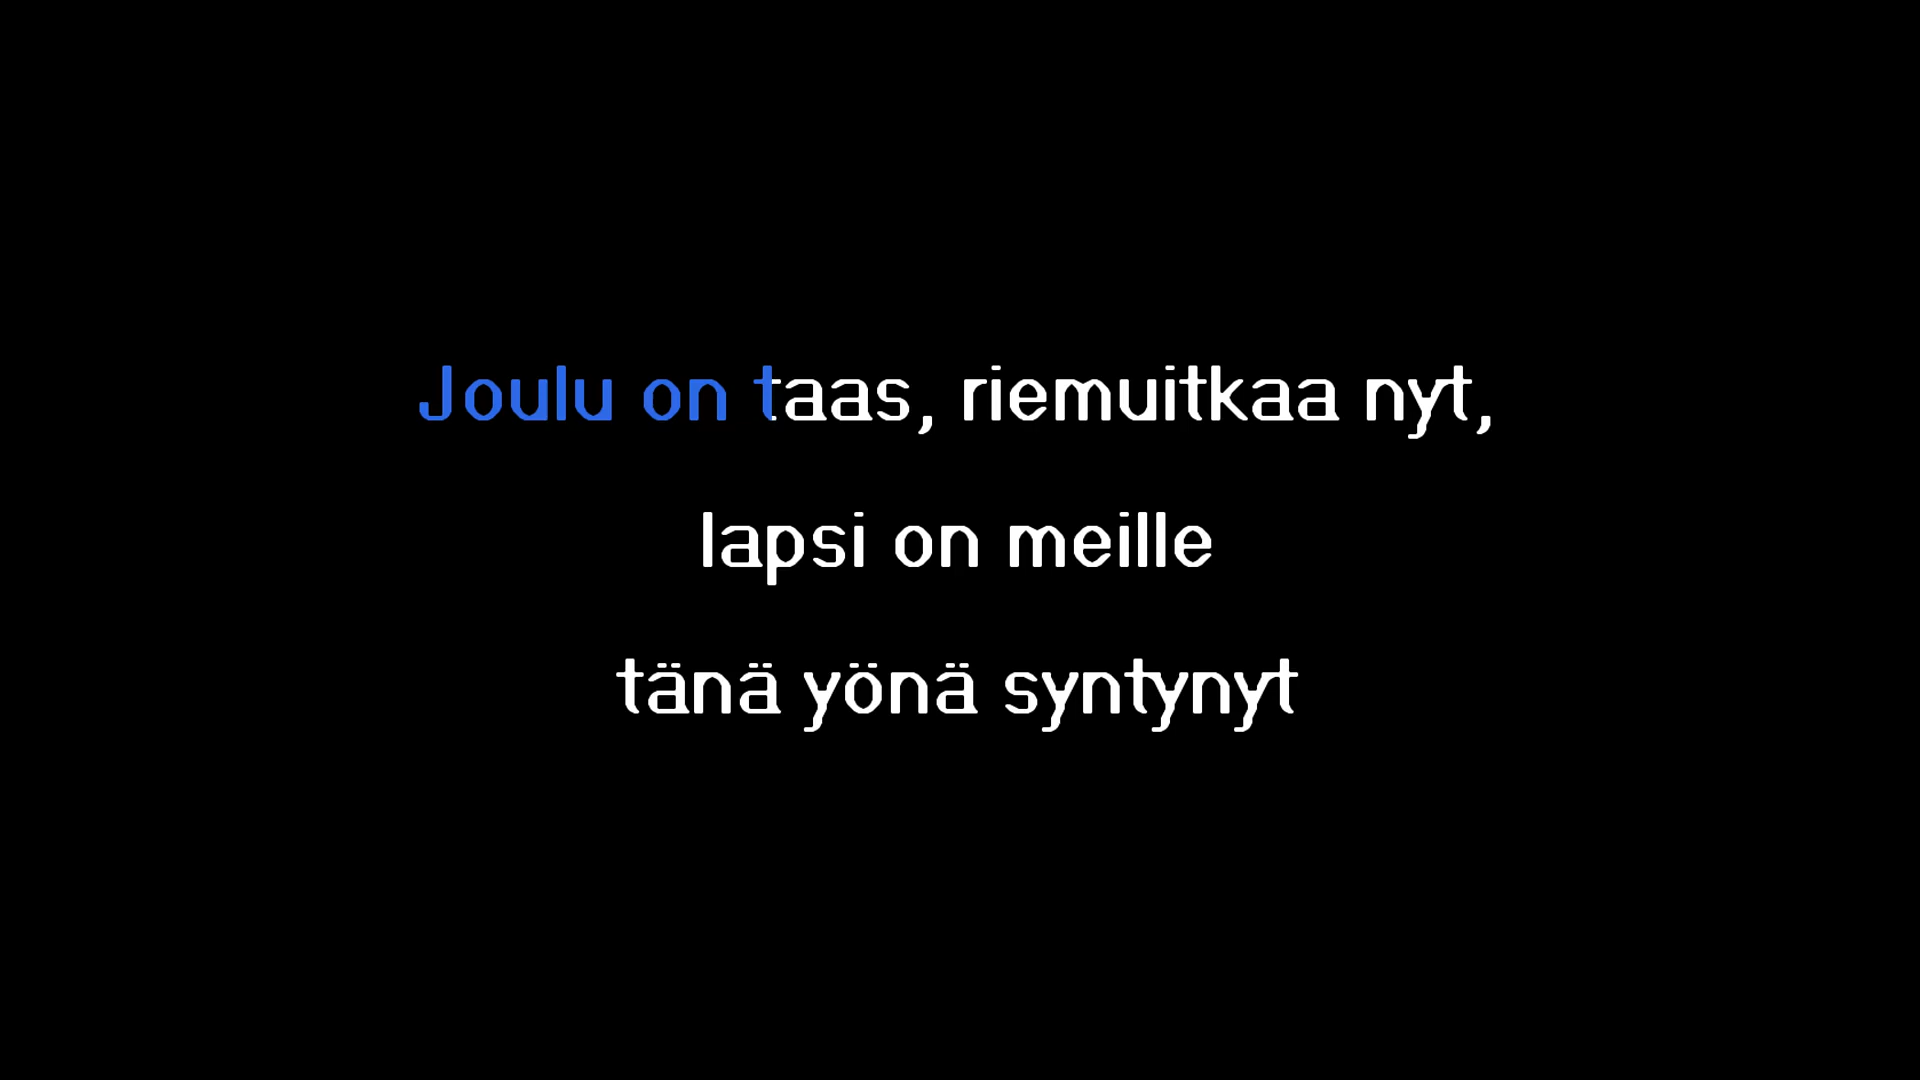 Joulu on taas, riemuitkaa nyt,
lapsi on meille
tänä yönä syntynyt